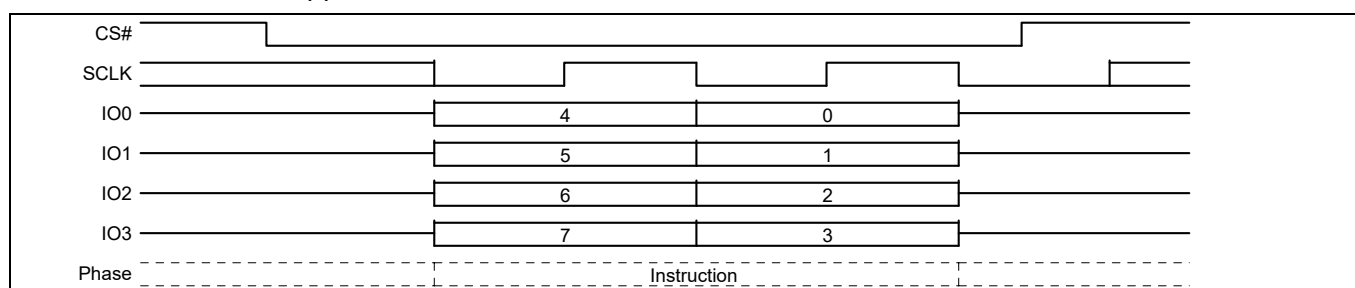 CS#
SCLK
IO0 4 0
IO1 5 1
IO2 6 2
IO3 7 3
Phase Instruction